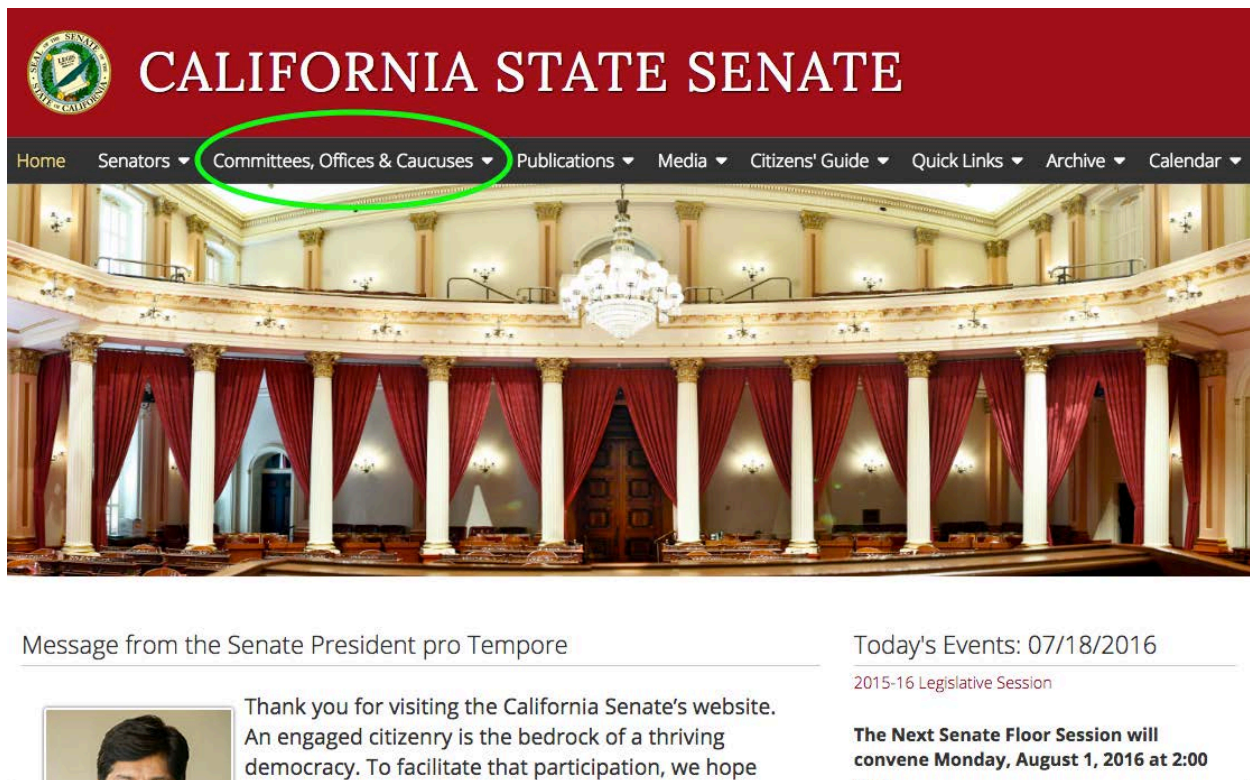 CALIFORNIA STATE SENATE
Home Senators Committees, Offices & Caucuses Publications Media Citizens' Guide Quick Links Archive Calendar
Message from the Senate President pro Tempore
Thank you for visiting the California Senate’s website.
An engaged citizenry is the bedrock of a thriving
democracy. To facilitate that participation, we hope
Today's Events: 07/18/2016
2015-16 Legislative Session
The Next Senate Floor Session will
convene Monday, August 1, 2016 at 2:00